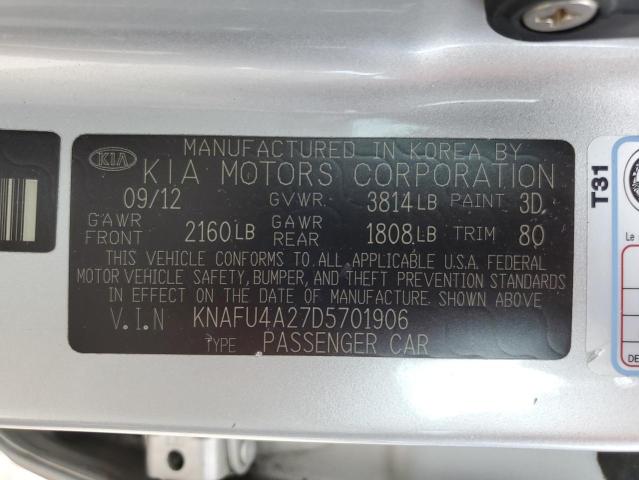 KIA
MANUFACTURED IN KOREA BY
KIA MOTORS CORPORATION
09/12 GVWR 3814 LB PAINT 3D
GAWR FRONT 2160 LB GAWR REAR 1808 LB TRIM 80
THIS VEHICLE CONFORMS TO ALL APPLICABLE U.S.A. FEDERAL
MOTOR VEHICLE SAFETY, BUMPER, AND THEFT PREVENTION STANDARDS
IN EFFECT ON THE DATE OF MANUFACTURE SHOWN ABOVE
V.I.N KNAFU4A27D5701906
TYPE PASSENGER CAR
T31